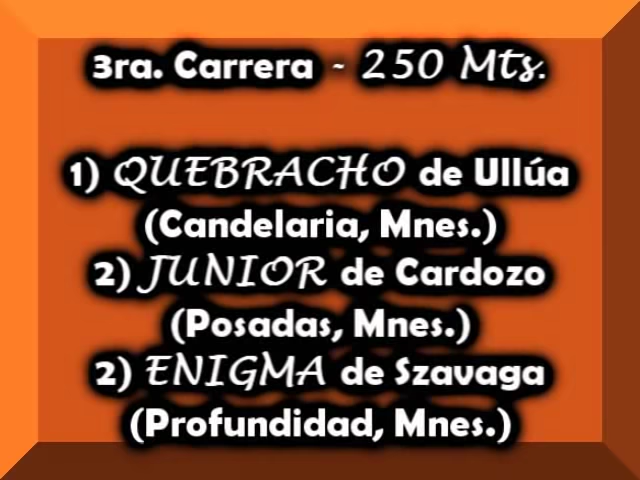 3ra. Carrera - 250 Mts.
1) QUEBRACHO de Ullúa
(Candelaria, Mnes.)
2) JUNIOR de Cardozo
(Posadas, Mnes.)
2) ENIGMA de Szavaga
(Profundidad, Mnes.)